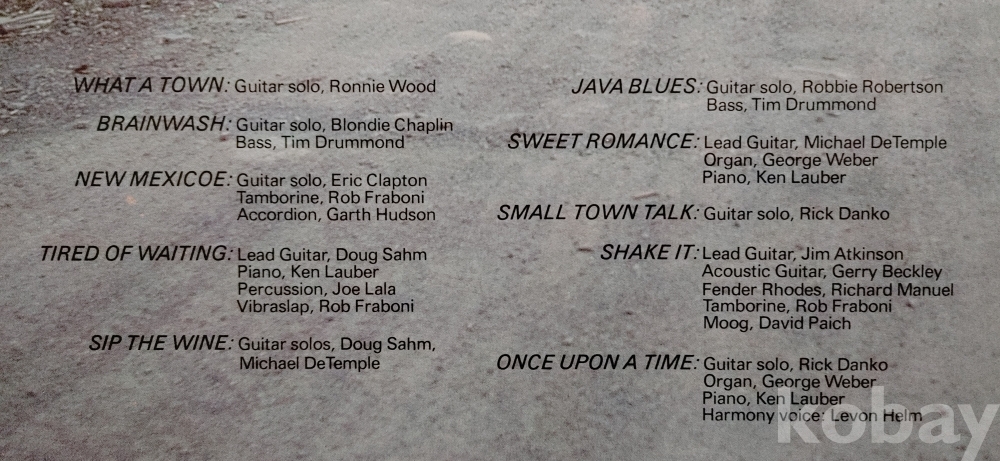 WHAT A TOWN: Guitar solo, Ronnie Wood
BRAINWASH: Guitar solo, Blondie Chaplin
Bass, Tim Drummond
NEW MEXICOE: Guitar solo, Eric Clapton
Tamborine, Rob Fraboni
Accordion, Garth Hudson
TIRED OF WAITING: Lead Guitar, Doug Sahm
Piano, Ken Lauber
Percussion, Joe Lala
Vibraslap, Rob Fraboni
SIP THE WINE: Guitar solos, Doug Sahm,
Michael DeTemple
JAVA BLUES: Guitar solo, Robbie Robertson
Bass, Tim Drummond
SWEET ROMANCE: Lead Guitar, Michael DeTemple
Organ, George Weber
Piano, Ken Lauber
SMALL TOWN TALK: Guitar solo, Rick Danko
SHAKE IT: Lead Guitar, Jim Atkinson
Acoustic Guitar, Gerry Beckley
Fender Rhodes, Richard Manuel
Tamborine, Rob Fraboni
Moog, David Paich
ONCE UPON A TIME: Guitar solo, Rick Danko
Organ, George Weber
Piano, Ken Lauber
Harmony voice: Levon Helm
kobay